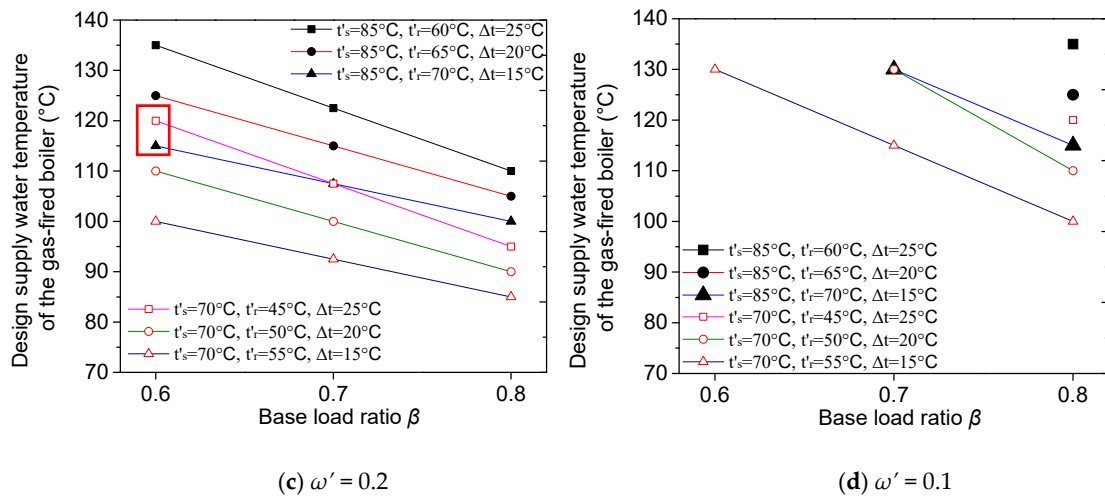 Design supply water temperature
of the gas-fired boiler (°C)
140
130
120
110
100
90
80
70
t's=85°C, t'r=60°C, Δt=25°C
t's=85°C, t'r=65°C, Δt=20°C
t's=85°C, t'r=70°C, Δt=15°C
t's=70°C, t'r=45°C, Δt=25°C
t's=70°C, t'r=50°C, Δt=20°C
t's=70°C, t'r=55°C, Δt=15°C
0.6 0.7 0.8
Base load ratio β
(c) ω′ = 0.2
Design supply water temperature
of the gas-fired boiler (°C)
140
130
120
110
100
90
80
70
t's=85°C, t'r=60°C, Δt=25°C
t's=85°C, t'r=65°C, Δt=20°C
t's=85°C, t'r=70°C, Δt=15°C
t's=70°C, t'r=45°C, Δt=25°C
t's=70°C, t'r=50°C, Δt=20°C
t's=70°C, t'r=55°C, Δt=15°C
0.6 0.7 0.8
Base load ratio β
(d) ω′ = 0.1